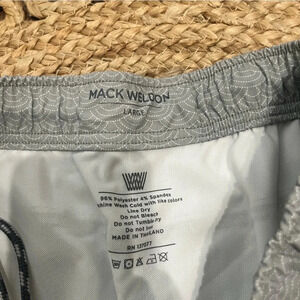 MACK WELDON
LARGE
96% Polyester 4% Spandex
Machine Wash Cold with like colors
Line Dry
Do not Bleach
Do not Tumble Dry
Do not Iron
MADE IN THAILAND
RN 137077